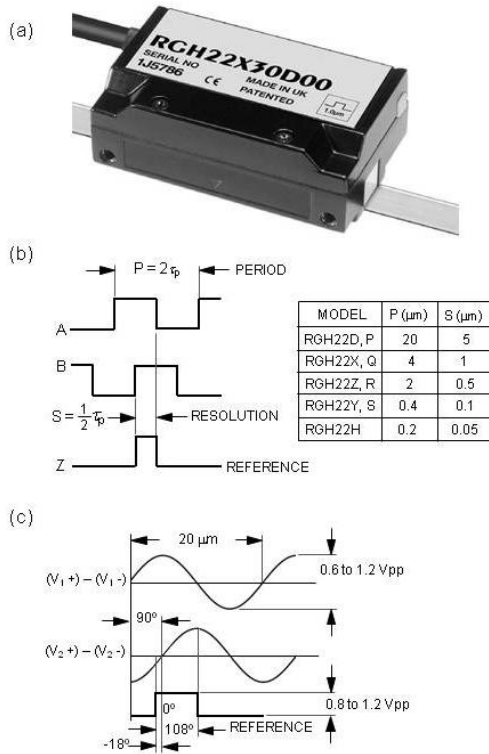 (a)
RGH22X30D00
SERIAL NO
1J5786
CE
MADE IN UK
PATENTED
1.0μm
(b)
P = 2τp
PERIOD
A
B
S = 1/2 τp
RESOLUTION
Z
REFERENCE
MODEL P (μm) S (μm)
RGH22D, P 20 5
RGH22X, Q 4 1
RGH22Z, R 2 0.5
RGH22Y, S 0.4 0.1
RGH22H 0.2 0.05
(c)
20 μm
(V1 +) – (V1 -)
0.6 to 1.2 Vpp
90º
(V2 +) – (V2 -)
0º
0.8 to 1.2 Vpp
108º
REFERENCE
-18º